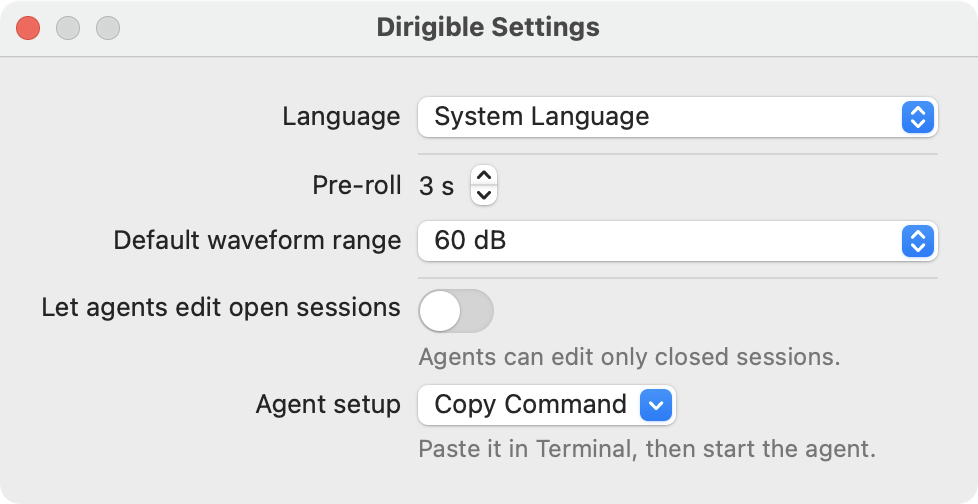 Dirigible Settings
Language System Language
Pre-roll 3 s
Default waveform range 60 dB
Let agents edit open sessions
Agents can edit only closed sessions.
Agent setup Copy Command
Paste it in Terminal, then start the agent.